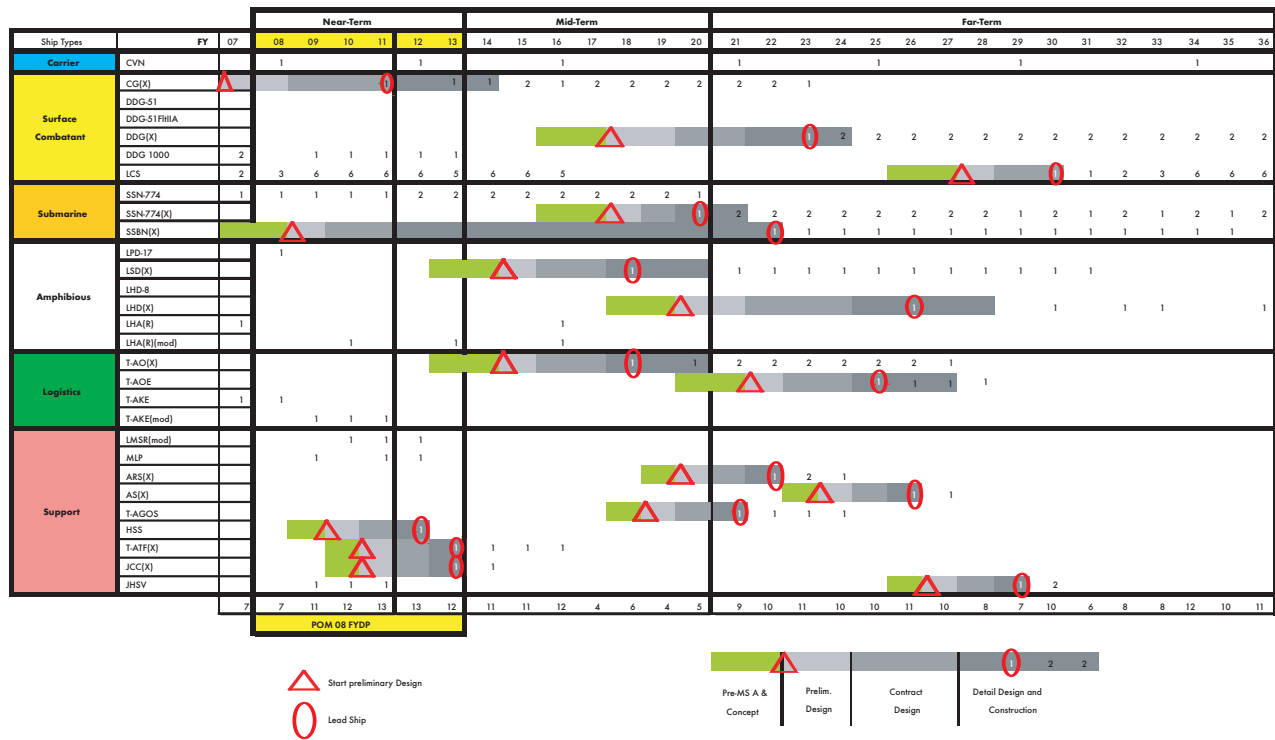 Near-Term Mid-Term Far-Term
Ship Types FY 07 08 09 10 11 12 13 14 15 16 17 18 19 20 21 22 23 24 25 26 27 28 29 30 31 32 33 34 35 36
Carrier CVN 1 1 1 1 1 1 1
Surface Combatant
CG(X) 1 1 1 2 1 2 2 2 2 2 2 1
DDG-51
DDG-51FltIIA
DDG(X) 1 2 2 2 2 2 2 2 2 2 2 2 2 2
DDG 1000 2 1 1 1 1 1
LCS 2 3 6 6 6 6 5 6 6 5 1 1 2 3 6 6 6
Submarine
SSN-774 1 1 1 1 1 2 2 2 2 2 2 2 2 1
SSN-774(X) 1 2 2 2 2 2 2 2 2 1 2 1 2 1 2 1 2
SSBN(X) 1 1 1 1 1 1 1 1 1 1 1 1 1 1
Amphibious
LPD-17 1
LSD(X) 1 1 1 1 1 1 1 1 1 1 1 1
LHD-8
LHD(X) 1 1 1 1 1
LHA(R) 1 1
LHA(R)(mod) 1 1 1
Logistics
T-AO(X) 1 1 2 2 2 2 2 2 1
T-AOE 1 1 1 1
T-AKE 1 1
T-AKE(mod) 1 1 1
Support
LMSR(mod) 1 1 1
MLP 1 1 1
ARS(X) 1 2 1
AS(X) 1 1
T-AGOS 1 1 1 1
HSS 1
T-ATF(X) 1 1 1 1
JCC(X) 1 1
JHSV 1 1 1 1 2
7 7 11 12 13 13 12 11 11 12 4 6 4 5 9 10 11 10 10 11 10 8 7 10 6 8 8 12 10 11
POM 08 FYDP
Start preliminary Design
Lead Ship
1 2 2
Pre-MS A & Concept
Prelim. Design
Contract Design
Detail Design and Construction